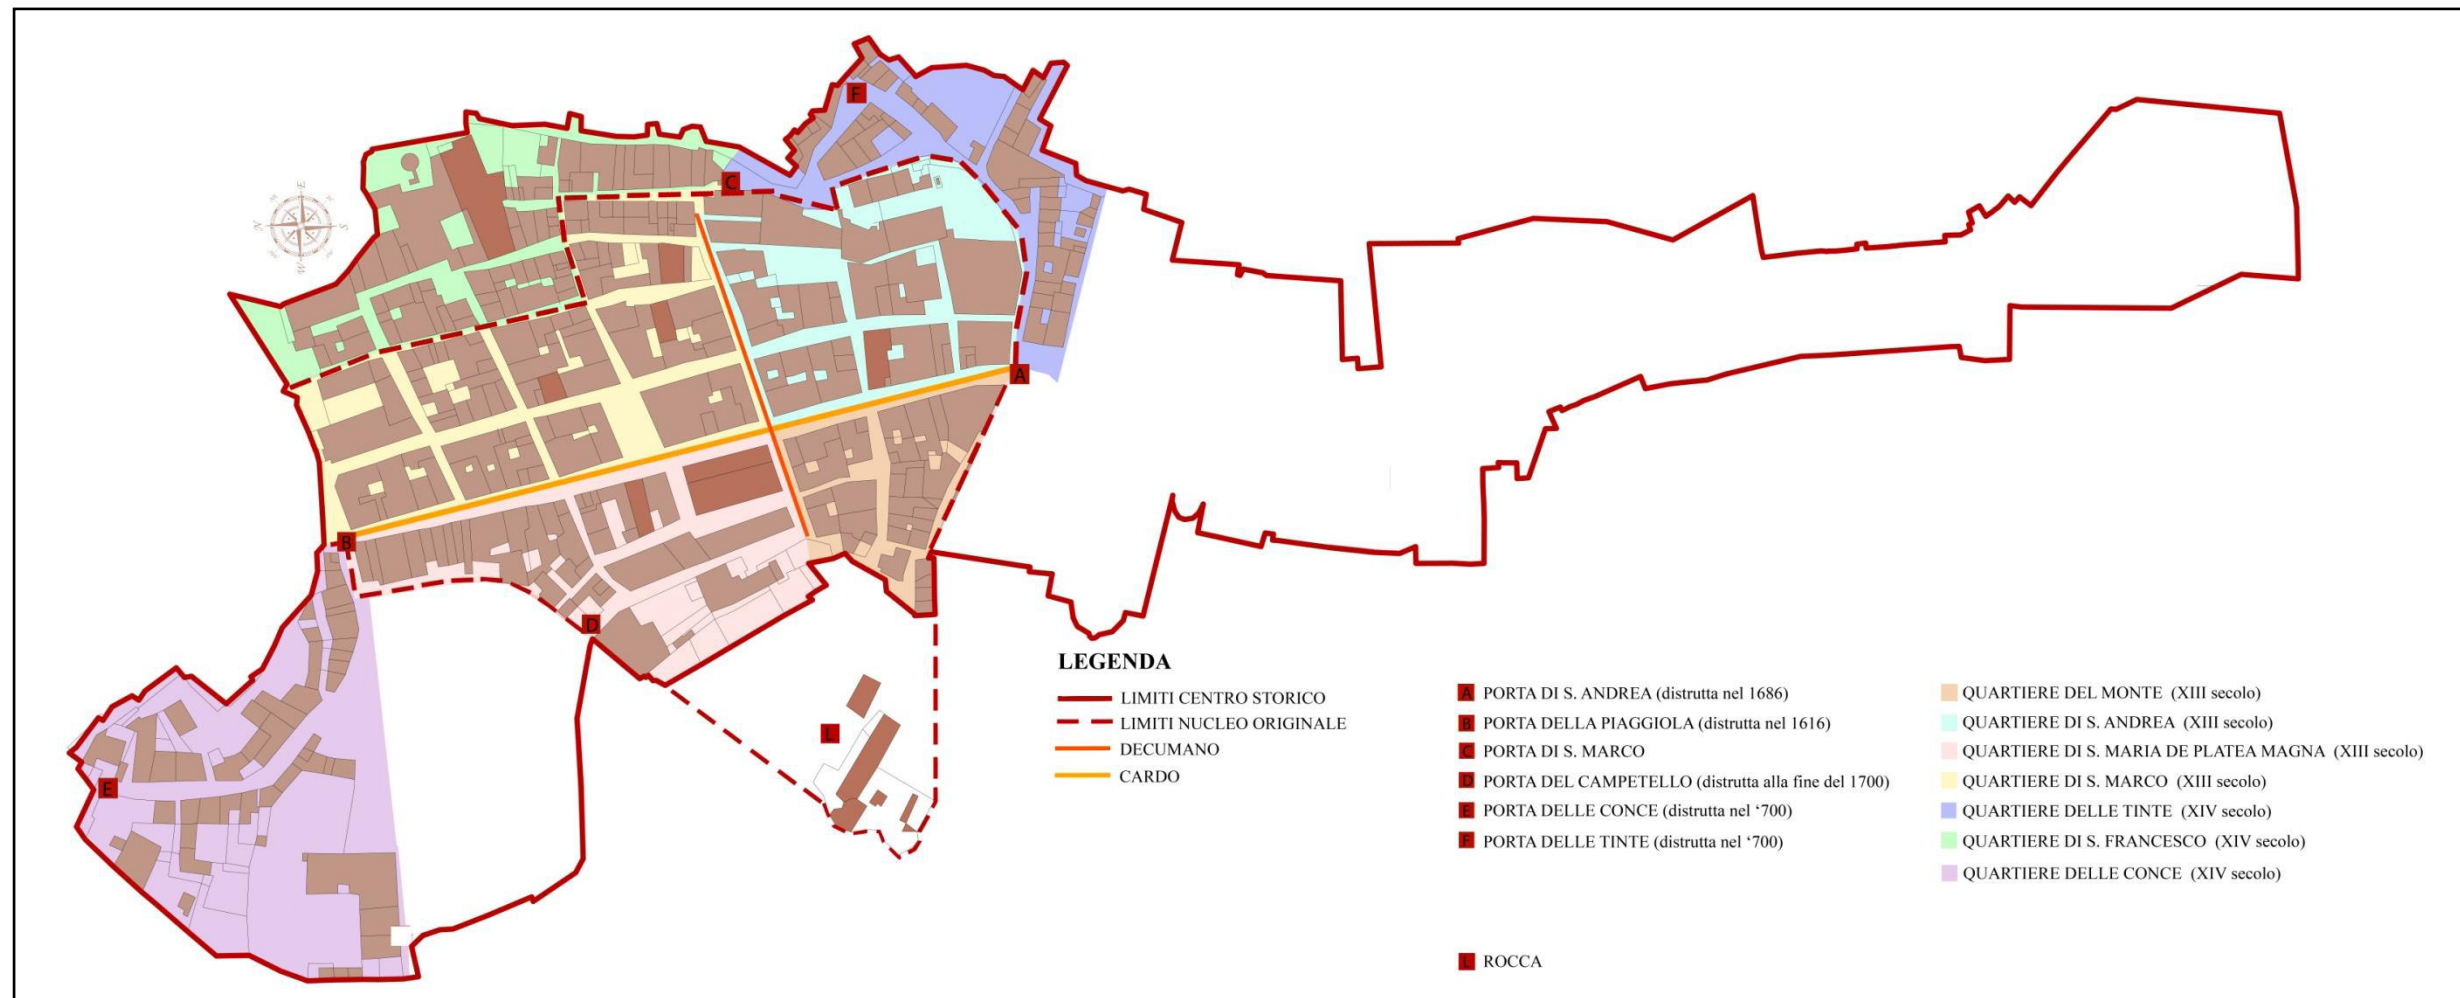 F
C
A
B
D
E
L
LEGENDA
LIMITI CENTRO STORICO
LIMITI NUCLEO ORIGINALE
DECUMANO
CARDO
A PORTA DI S. ANDREA (distrutta nel 1686)
B PORTA DELLA PIAGGIOLA (distrutta nel 1616)
C PORTA DI S. MARCO
D PORTA DEL CAMPETELLO (distrutta alla fine del 1700)
E PORTA DELLE CONCE (distrutta nel ‘700)
F PORTA DELLE TINTE (distrutta nel ‘700)
L ROCCA
QUARTIERE DEL MONTE (XIII secolo)
QUARTIERE DI S. ANDREA (XIII secolo)
QUARTIERE DI S. MARIA DE PLATEA MAGNA (XIII secolo)
QUARTIERE DI S. MARCO (XIII secolo)
QUARTIERE DELLE TINTE (XIV secolo)
QUARTIERE DI S. FRANCESCO (XIV secolo)
QUARTIERE DELLE CONCE (XIV secolo)